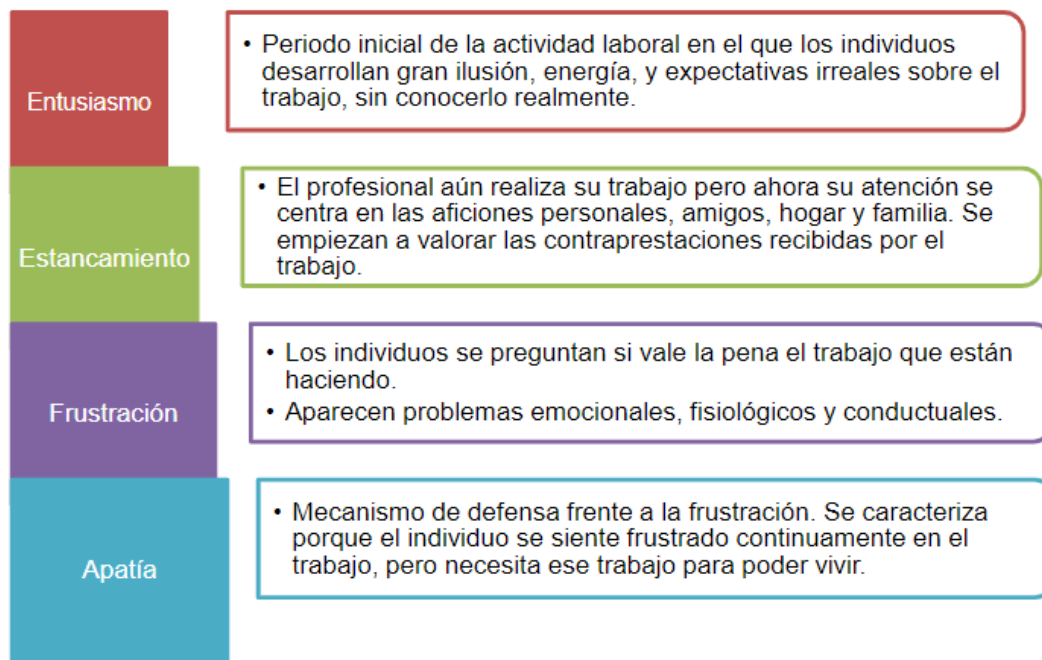 Entusiasmo
• Periodo inicial de la actividad laboral en el que los individuos
desarrollan gran ilusión, energía, y expectativas irreales sobre el
trabajo, sin conocerlo realmente.
Estancamiento
• El profesional aún realiza su trabajo pero ahora su atención se
centra en las aficiones personales, amigos, hogar y familia. Se
empiezan a valorar las contraprestaciones recibidas por el
trabajo.
Frustración
• Los individuos se preguntan si vale la pena el trabajo que están
haciendo.
• Aparecen problemas emocionales, fisiológicos y conductuales.
Apatía
• Mecanismo de defensa frente a la frustración. Se caracteriza
porque el individuo se siente frustrado continuamente en el
trabajo, pero necesita ese trabajo para poder vivir.